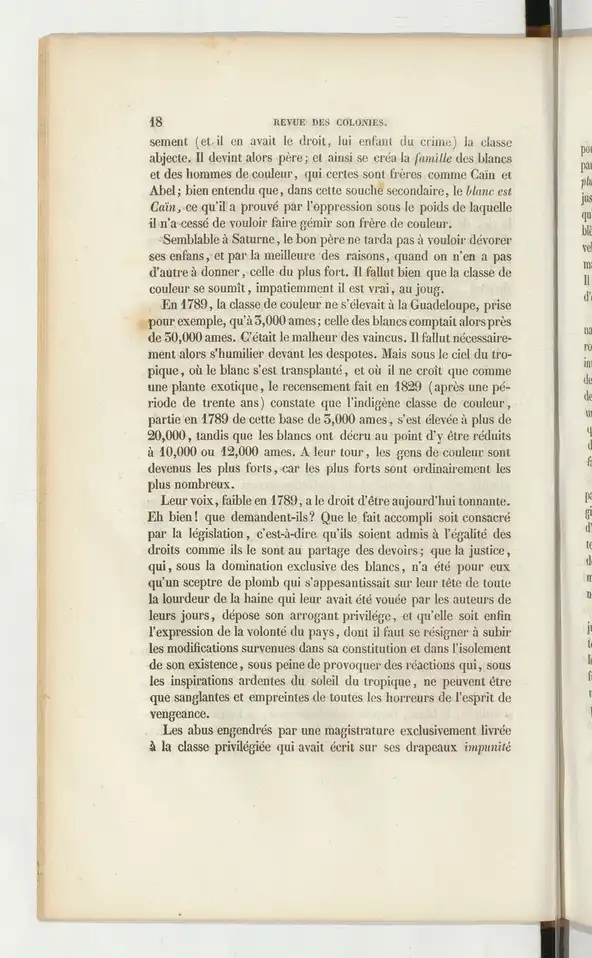 18 REVUE DES COLONIES.
sement (et il en avait le droit, lui enfant du crime) la classe
abjecte. Il devint alors père; et ainsi se créa la famille des blancs
et des hommes de couleur, qui certes sont frères comme Caïn et
Abel; bien entendu que, dans cette souche secondaire, le blanc est
Caïn, ce qu'il a prouvé par l'oppression sous le poids de laquelle
il n'a cessé de vouloir faire gémir son frère de couleur.
Semblable à Saturne, le bon père ne tarda pas à vouloir dévorer
ses enfans, et par la meilleure des raisons, quand on n'en a pas
d'autre à donner, celle du plus fort. Il fallut bien que la classe de
couleur se soumît, impatiemment il est vrai, au joug.
En 1789, la classe de couleur ne s'élevait à la Guadeloupe, prise
pour exemple, qu'à 3,000 ames; celle des blancs comptait alors près
de 30,000 ames. C'était le malheur des vaincus. Il fallut nécessaire-
ment alors s'humilier devant les despotes. Mais sous le ciel du tro-
pique, où le blanc s'est transplanté, et où il ne croît que comme
une plante exotique, le recensement fait en 1829 (après une pé-
riode de trente ans) constate que l'indigène classe de couleur,
partie en 1789 de cette base de 3,000 ames, s'est élevée à plus de
20,000, tandis que les blancs ont décru au point d'y être réduits
à 10,000 ou 12,000 ames. A leur tour, les gens de couleur sont
devenus les plus forts, car les plus forts sont ordinairement les
plus nombreux.
Leur voix, faible en 1789, a le droit d'être aujourd'hui tonnante.
Eh bien! que demandent-ils? Que le fait accompli soit consacré
par la législation, c'est-à-dire qu'ils soient admis à l'égalité des
droits comme ils le sont au partage des devoirs; que la justice,
qui, sous la domination exclusive des blancs, n'a été pour eux
qu'un sceptre de plomb qui s'appesantissait sur leur tête de toute
la lourdeur de la haine qui leur avait été vouée par les auteurs de
leurs jours, dépose son arrogant privilége, et qu'elle soit enfin
l'expression de la volonté du pays, dont il faut se résigner à subir
les modifications survenues dans sa constitution et dans l'isolement
de son existence, sous peine de provoquer des réactions qui, sous
les inspirations ardentes du soleil du tropique, ne peuvent être
que sanglantes et empreintes de toutes les horreurs de l'esprit de
vengeance.
Les abus engendrés par une magistrature exclusivement livrée
à la classe privilégiée qui avait écrit sur ses drapeaux impunité